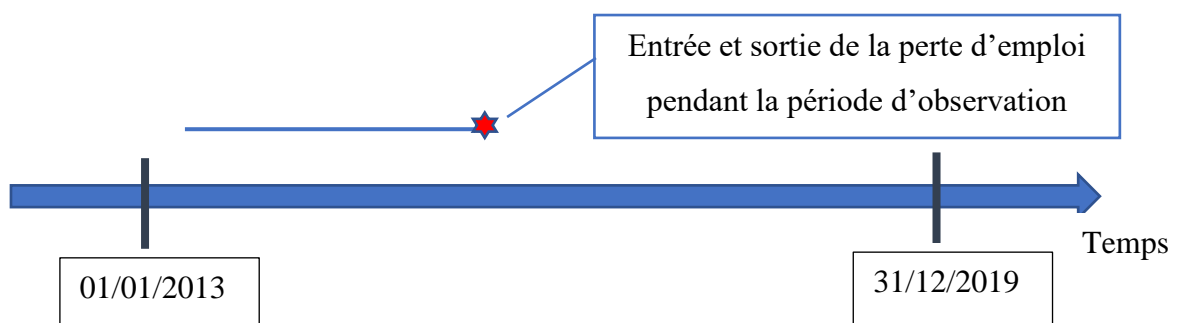 Entrée et sortie de la perte d’emploi
pendant la période d’observation
Temps
01/01/2013
31/12/2019